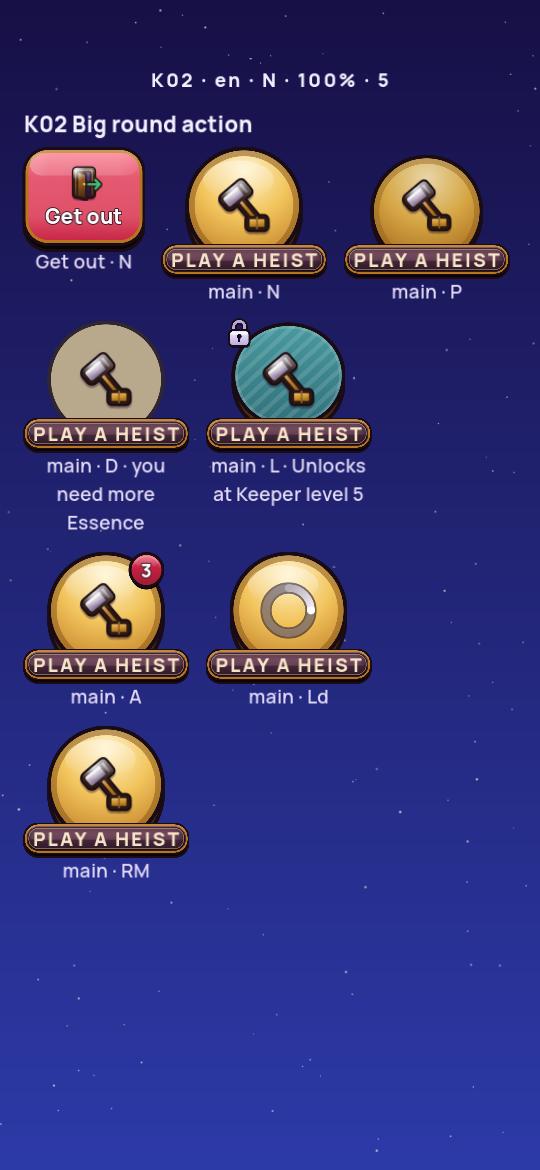 K02 · en · N · 100% · 5
K02 Big round action
Get out
Get out · N
PLAY A HEIST
main · N
PLAY A HEIST
main · P
PLAY A HEIST
main · D · you
need more
Essence
PLAY A HEIST
main · L · Unlocks
at Keeper level 5
3
PLAY A HEIST
main · A
PLAY A HEIST
main · Ld
PLAY A HEIST
main · RM